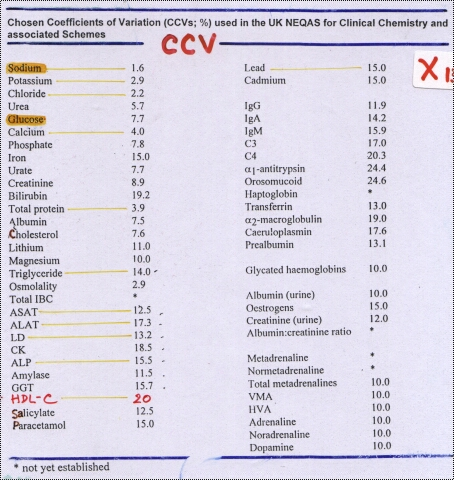 Chosen Coefficients of Variation (CCVs; %) used in the UK NEQAS for Clinical Chemistry and
associated Schemes
CCV
Sodium 1.6
Potassium 2.9
Chloride 2.2
Urea 5.7
Glucose 7.7
Calcium 4.0
Phosphate 7.8
Iron 15.0
Urate 7.7
Creatinine 8.9
Bilirubin 19.2
Total protein 3.9
Albumin 7.5
Cholesterol 7.6
Lithium 11.0
Magnesium 10.0
Triglyceride 14.0
Osmolality 2.9
Total IBC *
ASAT 12.5
ALAT 17.3
LD 13.2
CK 18.5
ALP 15.5
Amylase 11.5
GGT 15.7
HDL-C 20
Salicylate 12.5
Paracetamol 15.0
* not yet established
Lead 15.0
Cadmium 15.0
X
IgG 11.9
IgA 14.2
IgM 15.9
C3 17.0
C4 20.3
α1-antitrypsin 24.4
Orosomucoid 24.6
Haptoglobin *
Transferrin 13.0
α2-macroglobulin 19.0
Caeruloplasmin 17.6
Prealbumin 13.1
Glycated haemoglobins 10.0
Albumin (urine) 10.0
Oestrogens 15.0
Creatinine (urine) 12.0
Albumin:creatinine ratio *
Metadrenaline *
Normetadrenaline *
Total metadrenalines 10.0
VMA 10.0
HVA 10.0
Adrenaline 10.0
Noradrenaline 10.0
Dopamine 10.0